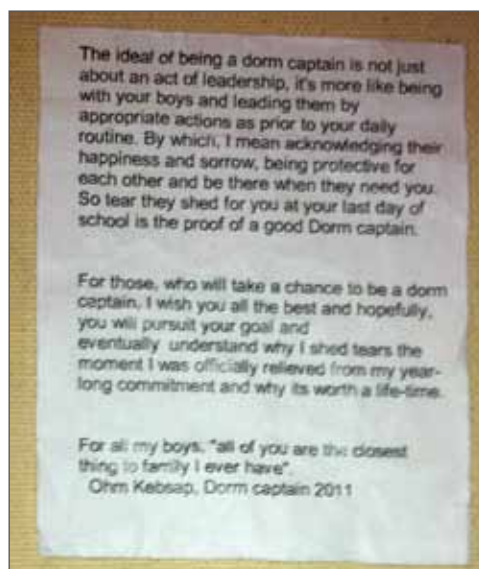 The ideal of being a dorm captain is not just
about an act of leadership, it's more like being
with your boys and leading them by
appropriate actions as prior to your daily
routine. By which, I mean acknowledging their
happiness and sorrow, being protective for
each other and be there when they need you.
So tear they shed for you at your last day of
school is the proof of a good Dorm captain.
For those, who will take a chance to be a dorm
captain, I wish you all the best and hopefully,
you will pursuit your goal and
eventually understand why I shed tears the
moment I was officially relieved from my year-
long commitment and why its worth a life-time.
For all my boys, "all of you are the closest
thing to family I ever have".
Ohm Kebsap, Dorm captain 2011